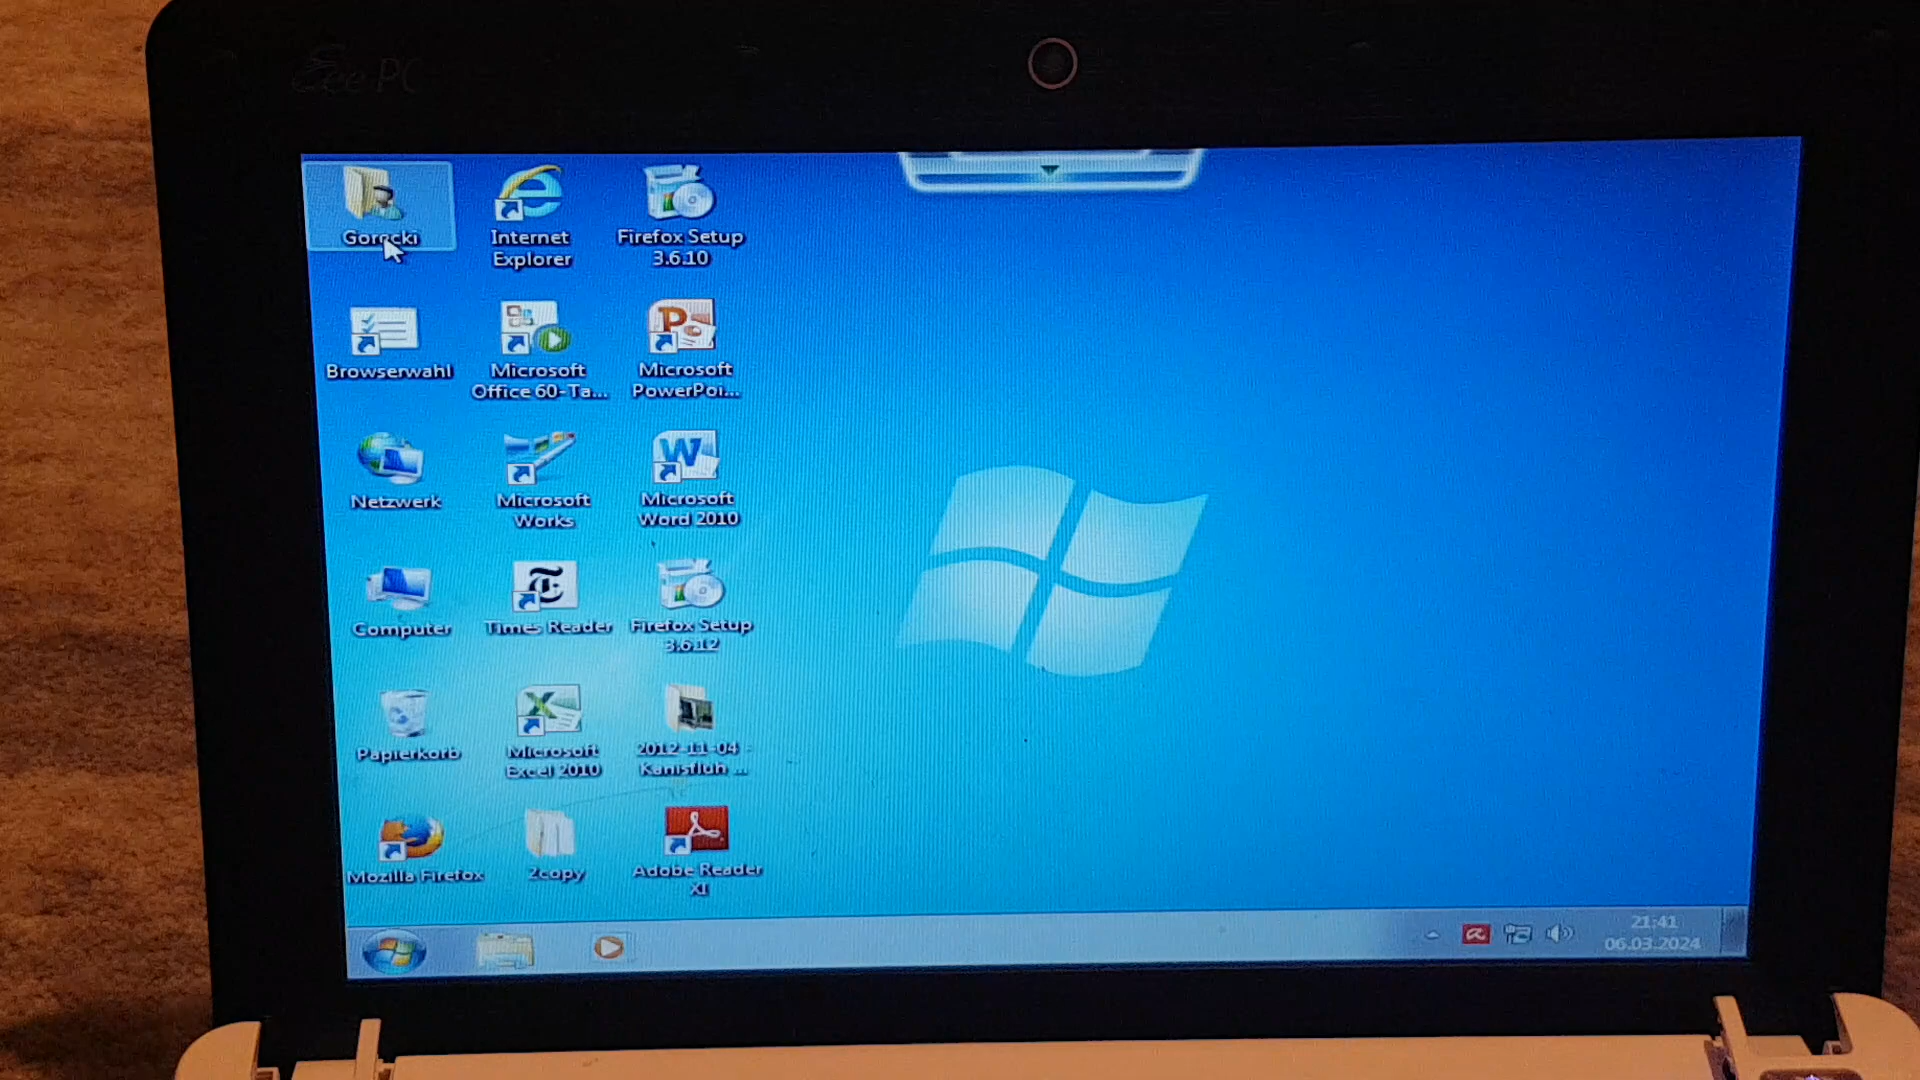 Eee PC
Gorecki
Internet
Explorer
Firefox Setup
3.6.10
Browserwahl
Microsoft
Office 60-Ta...
Microsoft
PowerPoi...
Netzwerk
Microsoft
Works
Microsoft
Word 2010
Computer
Times Reader
Firefox Setup
3.6.12
Papierkorb
Microsoft
Excel 2010
2012-11-04 -
Kanisfluh ...
Mozilla Firefox
2copy
Adobe Reader
XI
21:41
06.03.2024